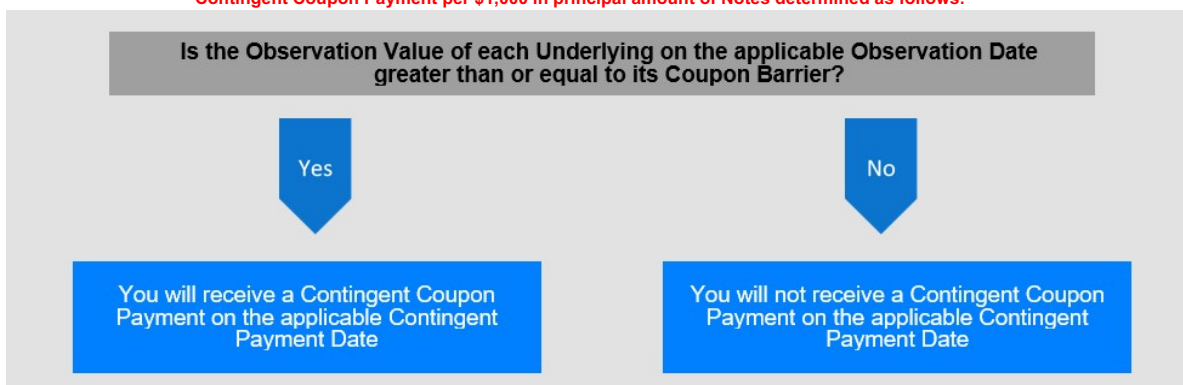 Contingent Coupon Payment per $1,000 in principal amount of Notes determined as follows:
Is the Observation Value of each Underlying on the applicable Observation Date
greater than or equal to its Coupon Barrier?
Yes
No
You will receive a Contingent Coupon
Payment on the applicable Contingent
Payment Date
You will not receive a Contingent Coupon
Payment on the applicable Contingent
Payment Date